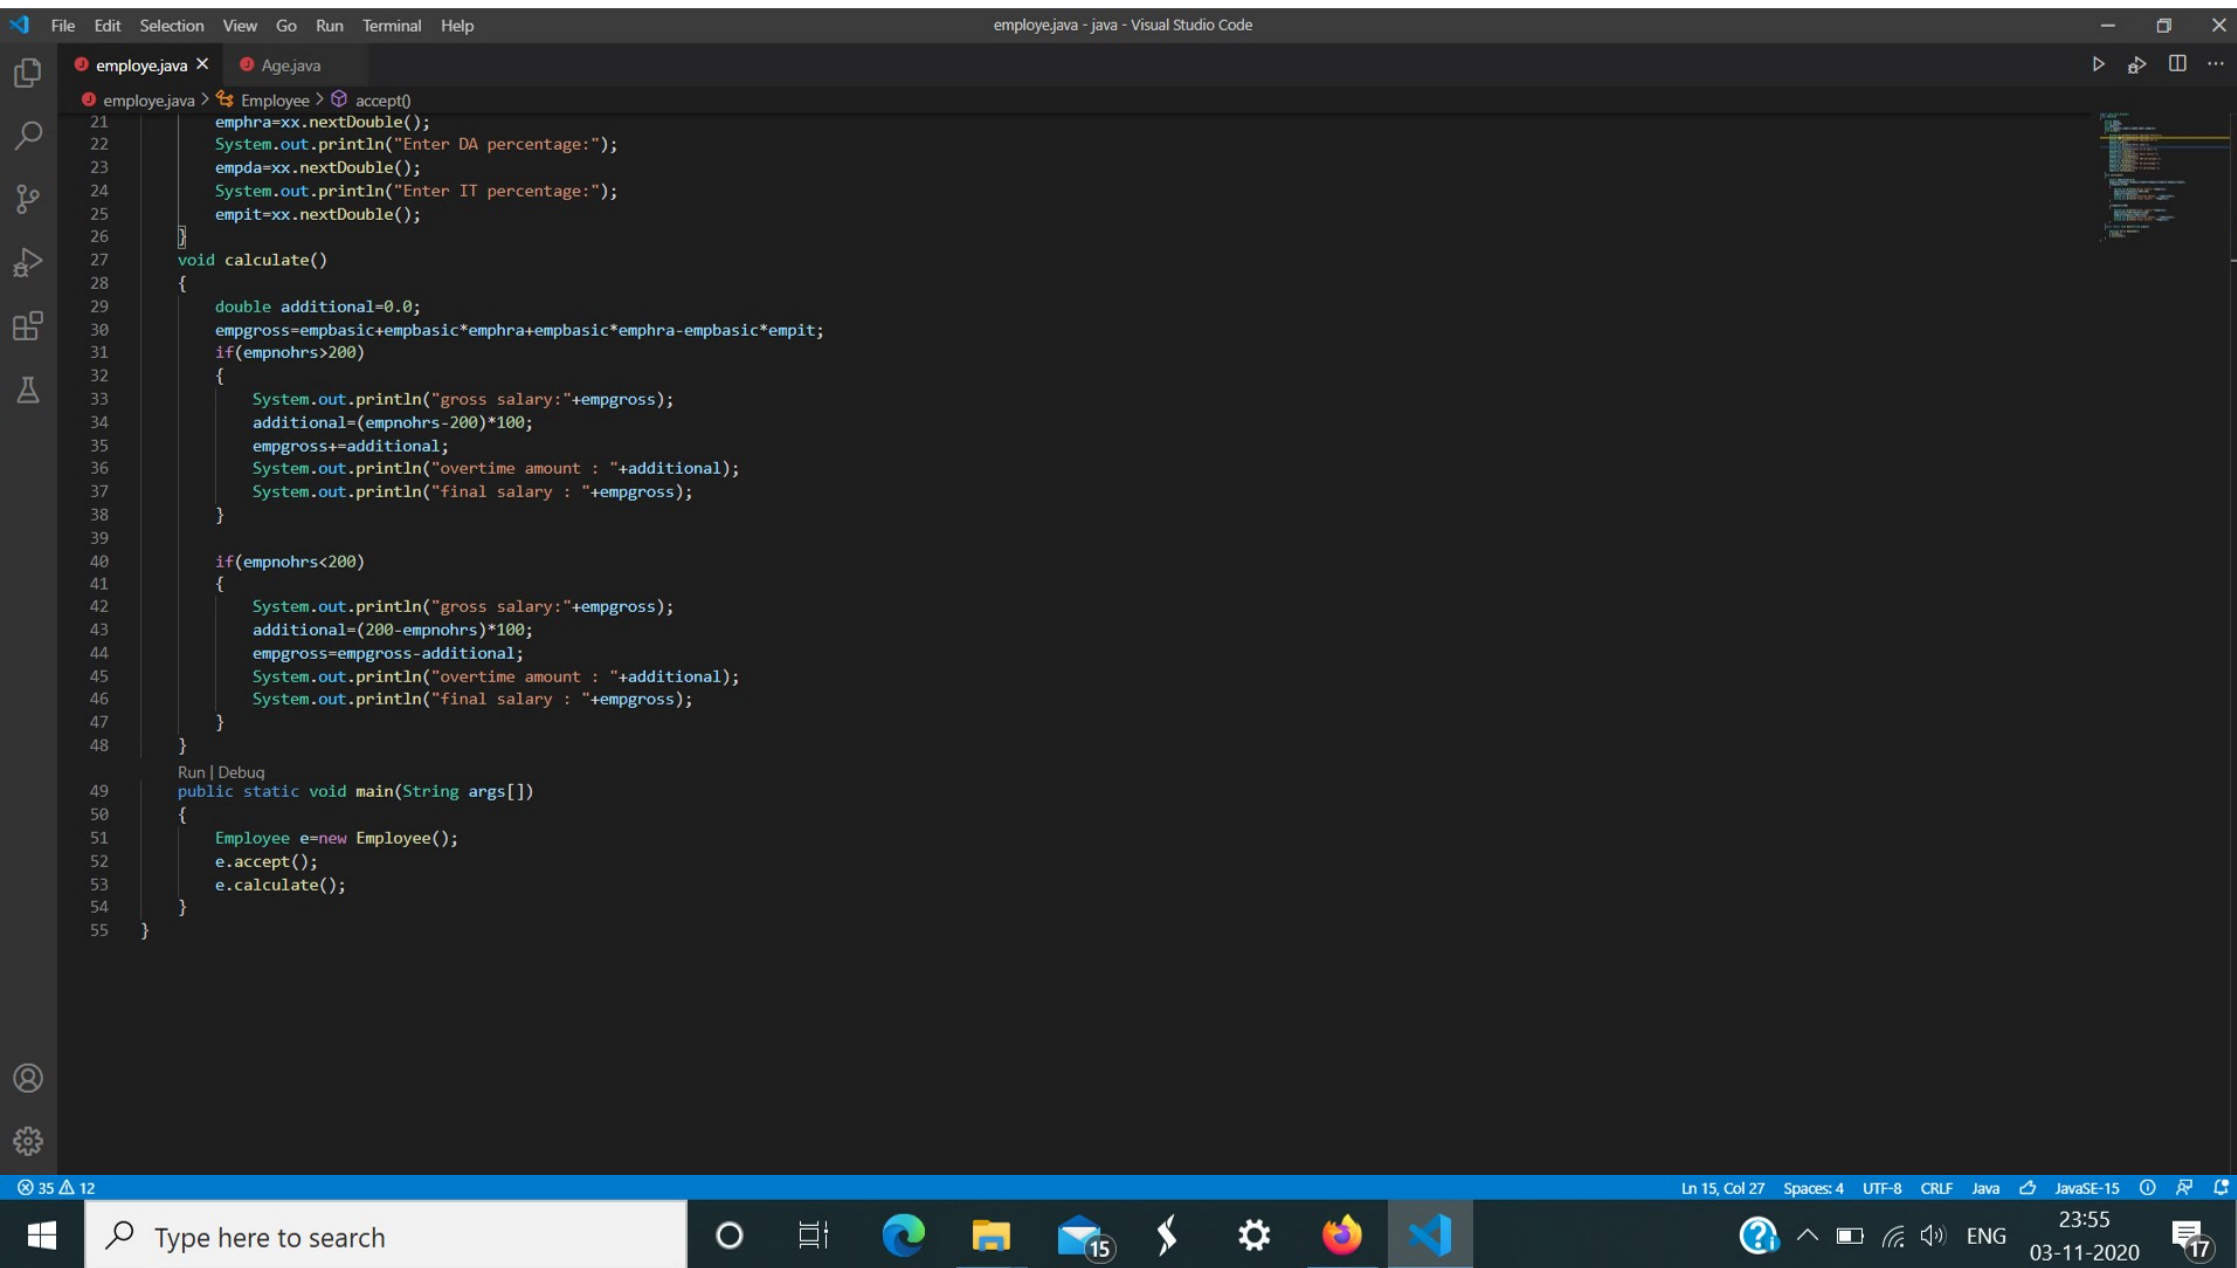 File Edit Selection View Go Run Terminal Help employe.java - java - Visual Studio Code
employe.java Age.java
employe.java > Employee > accept()
21 emphra=xx.nextDouble();
22 System.out.println("Enter DA percentage:");
23 empda=xx.nextDouble();
24 System.out.println("Enter IT percentage:");
25 empit=xx.nextDouble();
26 }
27 void calculate()
28 {
29 double additional=0.0;
30 empgross=empbasic+empbasic*emphra+empbasic*emphra-empbasic*empit;
31 if(empnohrs>200)
32 {
33 System.out.println("gross salary:"+empgross);
34 additional=(empnohrs-200)*100;
35 empgross+=additional;
36 System.out.println("overtime amount : "+additional);
37 System.out.println("final salary : "+empgross);
38 }
39
40 if(empnohrs<200)
41 {
42 System.out.println("gross salary:"+empgross);
43 additional=(200-empnohrs)*100;
44 empgross=empgross-additional;
45 System.out.println("overtime amount : "+additional);
46 System.out.println("final salary : "+empgross);
47 }
48 }
Run | Debug
49 public static void main(String args[])
50 {
51 Employee e=new Employee();
52 e.accept();
53 e.calculate();
54 }
55 }
35 12 Ln 15, Col 27 Spaces: 4 UTF-8 CRLF Java JavaSE-15
Type here to search 15 ENG 23:55 17
03-11-2020